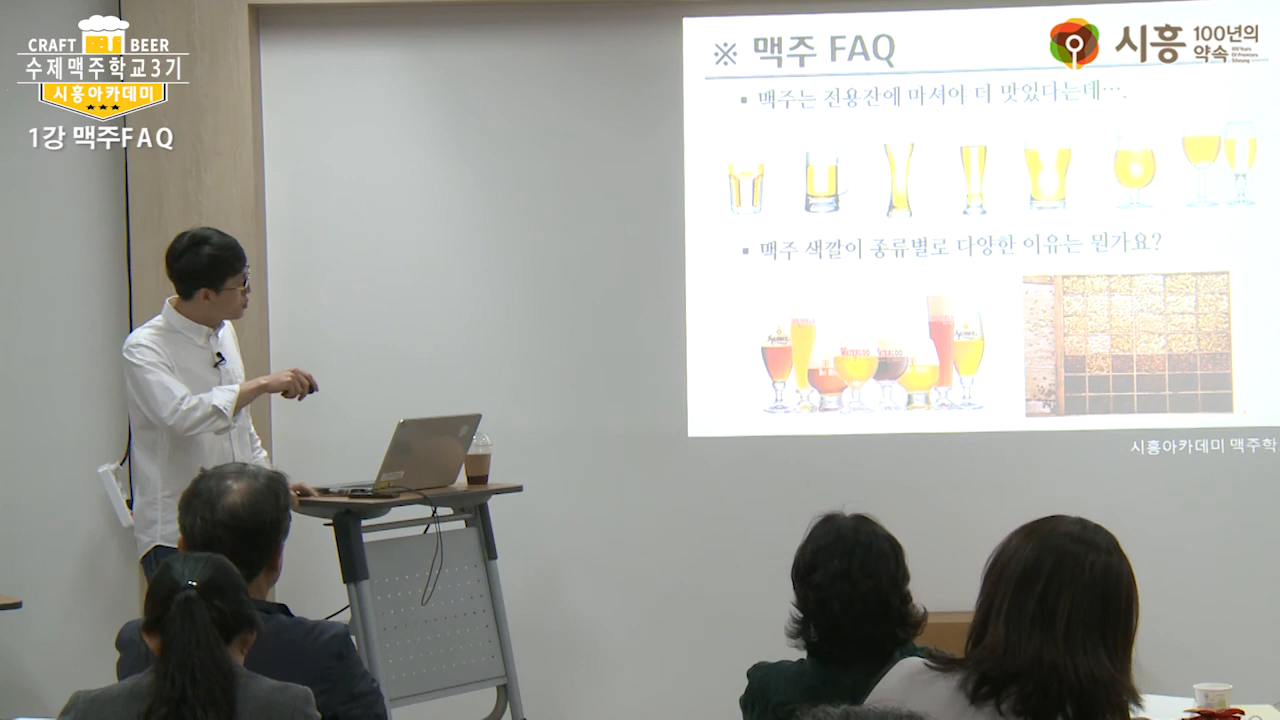 CRAFT BEER
수제맥주학교3기
시흥아카데미
1강 맥주FAQ
※ 맥주 FAQ
시흥 100년의 약속
▪ 맥주는 전용잔에 마셔야 더 맛있다는데….
▪ 맥주 색깔이 종류별로 다양한 이유는 뭔가요?
WATERLOO
시흥아카데미 맥주학